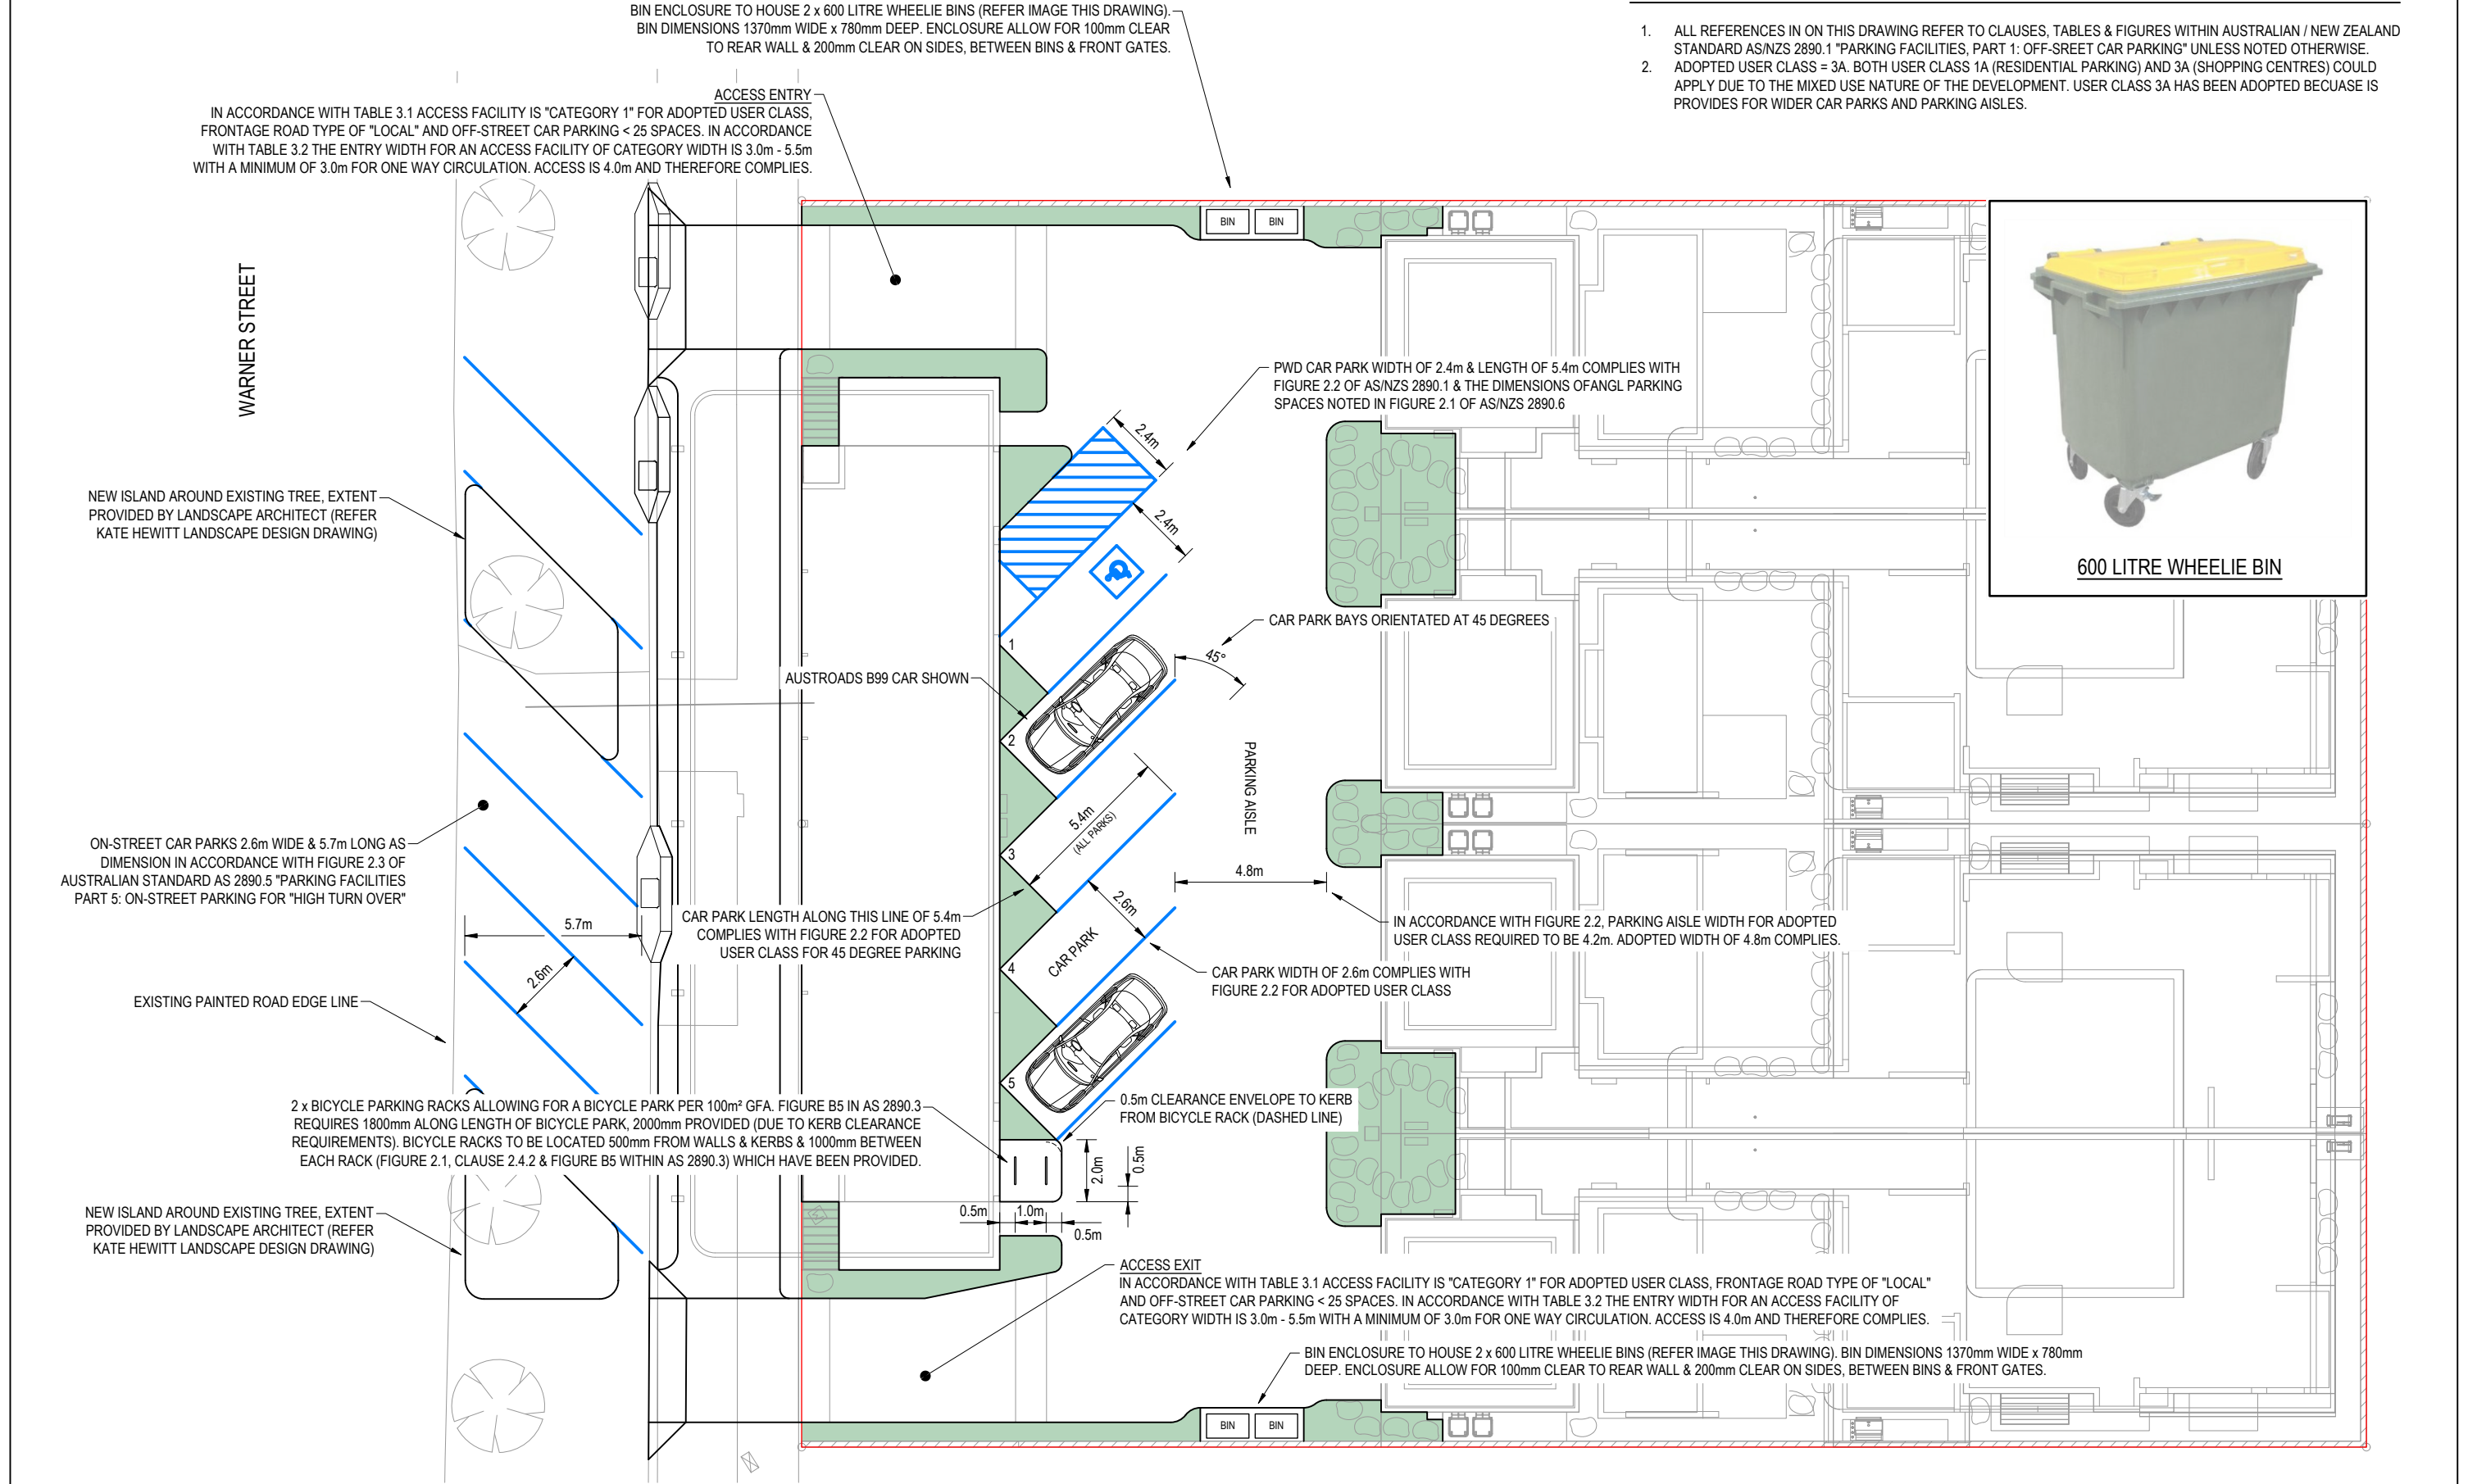 BIN ENCLOSURE TO HOUSE 2 x 600 LITRE WHEELIE BINS (REFER IMAGE THIS DRAWING).
BIN DIMENSIONS 1370mm WIDE x 780mm DEEP. ENCLOSURE ALLOW FOR 100mm CLEAR
TO REAR WALL & 200mm CLEAR ON SIDES, BETWEEN BINS & FRONT GATES.
1. ALL REFERENCES IN ON THIS DRAWING REFER TO CLAUSES, TABLES & FIGURES WITHIN AUSTRALIAN / NEW ZEALAND
STANDARD AS/NZS 2890.1 "PARKING FACILITIES, PART 1: OFF-SREET CAR PARKING" UNLESS NOTED OTHERWISE.
2. ADOPTED USER CLASS = 3A. BOTH USER CLASS 1A (RESIDENTIAL PARKING) AND 3A (SHOPPING CENTRES) COULD
APPLY DUE TO THE MIXED USE NATURE OF THE DEVELOPMENT. USER CLASS 3A HAS BEEN ADOPTED BECUASE IS
PROVIDES FOR WIDER CAR PARKS AND PARKING AISLES.
ACCESS ENTRY
IN ACCORDANCE WITH TABLE 3.1 ACCESS FACILITY IS "CATEGORY 1" FOR ADOPTED USER CLASS,
FRONTAGE ROAD TYPE OF "LOCAL" AND OFF-STREET CAR PARKING < 25 SPACES. IN ACCORDANCE
WITH TABLE 3.2 THE ENTRY WIDTH FOR AN ACCESS FACILITY OF CATEGORY WIDTH IS 3.0m - 5.5m
WITH A MINIMUM OF 3.0m FOR ONE WAY CIRCULATION. ACCESS IS 4.0m AND THEREFORE COMPLIES.
BIN
BIN
WARNER STREET
600 LITRE WHEELIE BIN
PWD CAR PARK WIDTH OF 2.4m & LENGTH OF 5.4m COMPLIES WITH
FIGURE 2.2 OF AS/NZS 2890.1 & THE DIMENSIONS OFANGL PARKING
SPACES NOTED IN FIGURE 2.1 OF AS/NZS 2890.6
2.4m
2.4m
NEW ISLAND AROUND EXISTING TREE, EXTENT
PROVIDED BY LANDSCAPE ARCHITECT (REFER
KATE HEWITT LANDSCAPE DESIGN DRAWING)
CAR PARK BAYS ORIENTATED AT 45 DEGREES
45°
1
AUSTROADS B99 CAR SHOWN
2
PARKING AISLE
5.4m
(ALL PARKS)
3
4.8m
ON-STREET CAR PARKS 2.6m WIDE & 5.7m LONG AS
DIMENSION IN ACCORDANCE WITH FIGURE 2.3 OF
AUSTRALIAN STANDARD AS 2890.5 "PARKING FACILITIES
PART 5: ON-STREET PARKING FOR "HIGH TURN OVER"
5.7m
2.6m
CAR PARK LENGTH ALONG THIS LINE OF 5.4m
COMPLIES WITH FIGURE 2.2 FOR ADOPTED
USER CLASS FOR 45 DEGREE PARKING
2.6m
IN ACCORDANCE WITH FIGURE 2.2, PARKING AISLE WIDTH FOR ADOPTED
USER CLASS REQUIRED TO BE 4.2m. ADOPTED WIDTH OF 4.8m COMPLIES.
CAR PARK
4
CAR PARK WIDTH OF 2.6m COMPLIES WITH
FIGURE 2.2 FOR ADOPTED USER CLASS
EXISTING PAINTED ROAD EDGE LINE
5
2 x BICYCLE PARKING RACKS ALLOWING FOR A BICYCLE PARK PER 100m² GFA. FIGURE B5 IN AS 2890.3
REQUIRES 1800mm ALONG LENGTH OF BICYCLE PARK, 2000mm PROVIDED (DUE TO KERB CLEARANCE
REQUIREMENTS). BICYCLE RACKS TO BE LOCATED 500mm FROM WALLS & KERBS & 1000mm BETWEEN
EACH RACK (FIGURE 2.1, CLAUSE 2.4.2 & FIGURE B5 WITHIN AS 2890.3) WHICH HAVE BEEN PROVIDED.
0.5m CLEARANCE ENVELOPE TO KERB
FROM BICYCLE RACK (DASHED LINE)
2.0m
0.5m
0.5m
1.0m
0.5m
NEW ISLAND AROUND EXISTING TREE, EXTENT
PROVIDED BY LANDSCAPE ARCHITECT (REFER
KATE HEWITT LANDSCAPE DESIGN DRAWING)
ACCESS EXIT
IN ACCORDANCE WITH TABLE 3.1 ACCESS FACILITY IS "CATEGORY 1" FOR ADOPTED USER CLASS, FRONTAGE ROAD TYPE OF "LOCAL"
AND OFF-STREET CAR PARKING < 25 SPACES. IN ACCORDANCE WITH TABLE 3.2 THE ENTRY WIDTH FOR AN ACCESS FACILITY OF
CATEGORY WIDTH IS 3.0m - 5.5m WITH A MINIMUM OF 3.0m FOR ONE WAY CIRCULATION. ACCESS IS 4.0m AND THEREFORE COMPLIES.
BIN ENCLOSURE TO HOUSE 2 x 600 LITRE WHEELIE BINS (REFER IMAGE THIS DRAWING). BIN DIMENSIONS 1370mm WIDE x 780mm
DEEP. ENCLOSURE ALLOW FOR 100mm CLEAR TO REAR WALL & 200mm CLEAR ON SIDES, BETWEEN BINS & FRONT GATES.
BIN
BIN